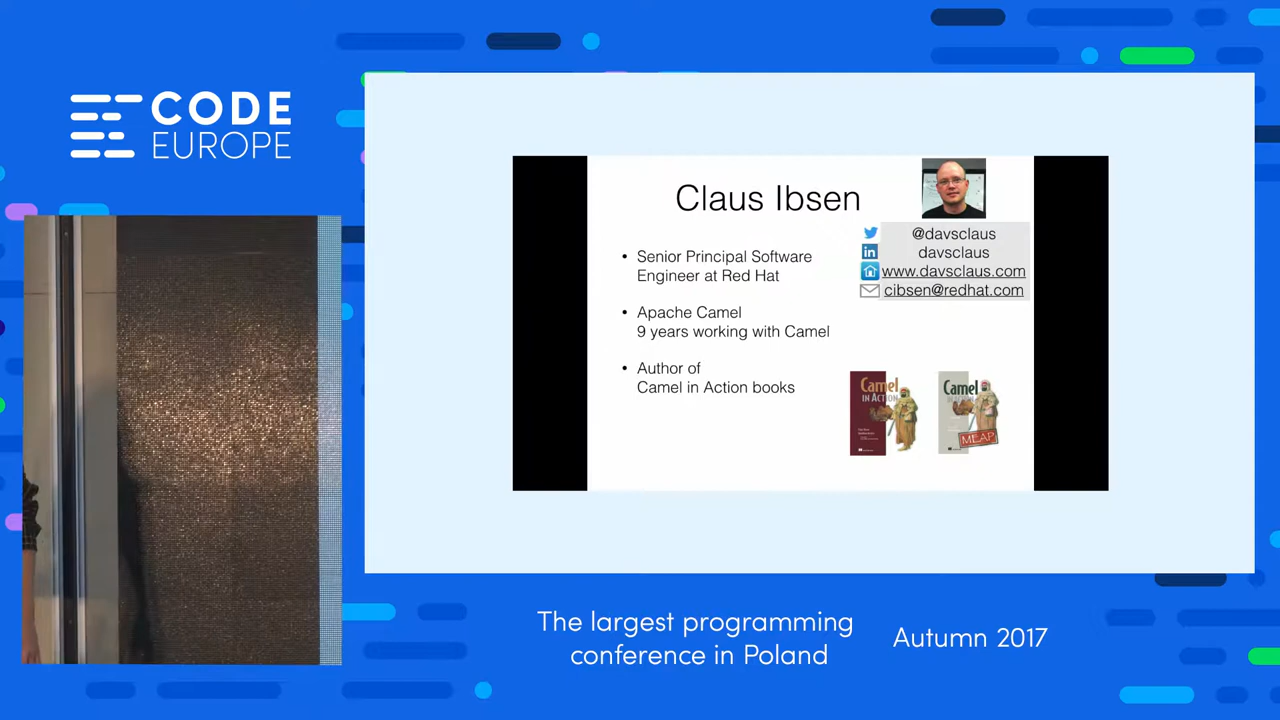 CODE
EUROPE
Claus Ibsen
@davsclaus
davsclaus
www.davsclaus.com
cibsen@redhat.com
• Senior Principal Software
Engineer at Red Hat
• Apache Camel
9 years working with Camel
• Author of
Camel in Action books
Camel
IN ACTION
Camel
IN ACTION
MEAP
The largest programming
conference in Poland
Autumn 2017